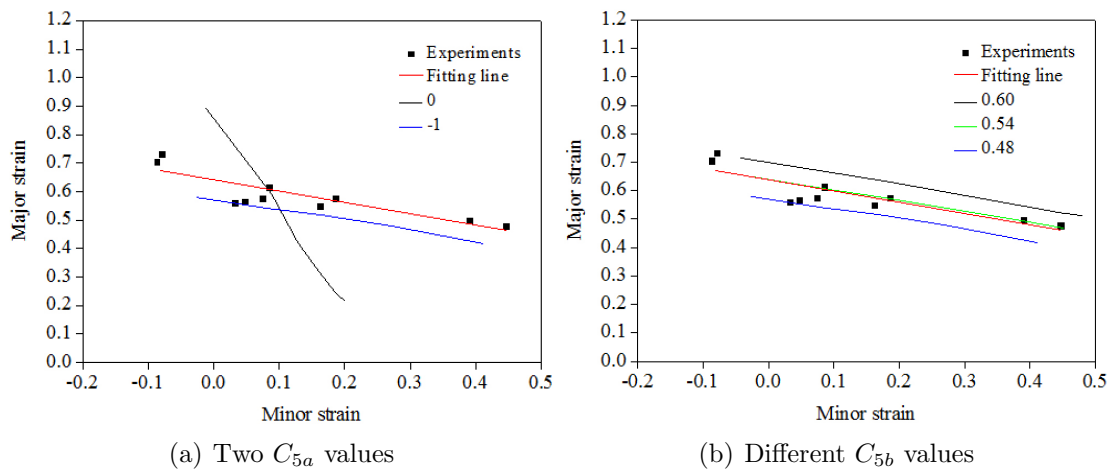 1.2
1.1
1.0
0.9
0.8
0.7
0.6
0.5
0.4
0.3
0.2
0.1
0.0
-0.2 -0.1 0.0 0.1 0.2 0.3 0.4 0.5
Major strain
Minor strain
Experiments
Fitting line
0
-1
(a) Two C5a values
1.2
1.1
1.0
0.9
0.8
0.7
0.6
0.5
0.4
0.3
0.2
0.1
0.0
-0.2 -0.1 0.0 0.1 0.2 0.3 0.4 0.5
Major strain
Minor strain
Experiments
Fitting line
0.60
0.54
0.48
(b) Different C5b values